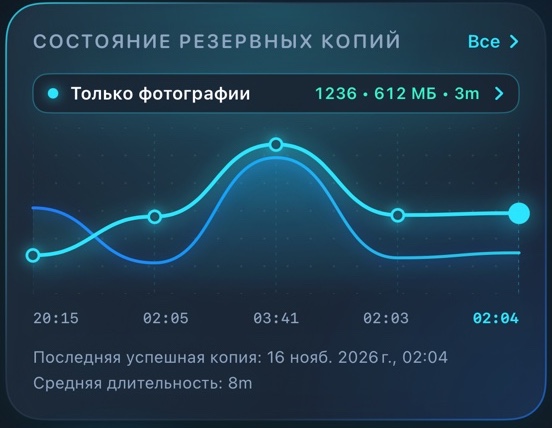 СОСТОЯНИЕ РЕЗЕРВНЫХ КОПИЙ
Все
Только фотографии 1236 • 612 МБ • 3m
20:15 02:05 03:41 02:03 02:04
Последняя успешная копия: 16 нояб. 2026 г., 02:04
Средняя длительность: 8m